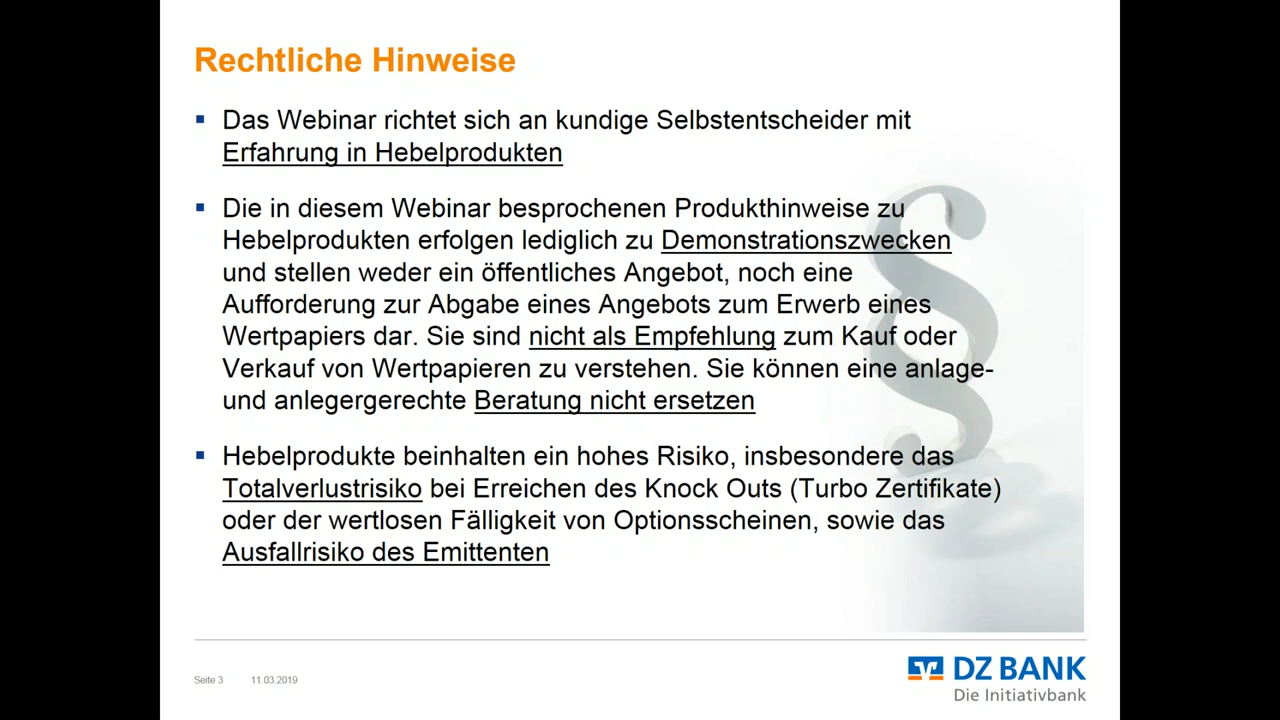 Rechtliche Hinweise
▪ Das Webinar richtet sich an kundige Selbstentscheider mit
Erfahrung in Hebelprodukten
▪ Die in diesem Webinar besprochenen Produkthinweise zu
Hebelprodukten erfolgen lediglich zu Demonstrationszwecken
und stellen weder ein öffentliches Angebot, noch eine
Aufforderung zur Abgabe eines Angebots zum Erwerb eines
Wertpapiers dar. Sie sind nicht als Empfehlung zum Kauf oder
Verkauf von Wertpapieren zu verstehen. Sie können eine anlage-
und anlegergerechte Beratung nicht ersetzen
▪ Hebelprodukte beinhalten ein hohes Risiko, insbesondere das
Totalverlustrisiko bei Erreichen des Knock Outs (Turbo Zertifikate)
oder der wertlosen Fälligkeit von Optionsscheinen, sowie das
Ausfallrisiko des Emittenten
§
Seite 3 11.03.2019
DZ BANK
Die Initiativbank